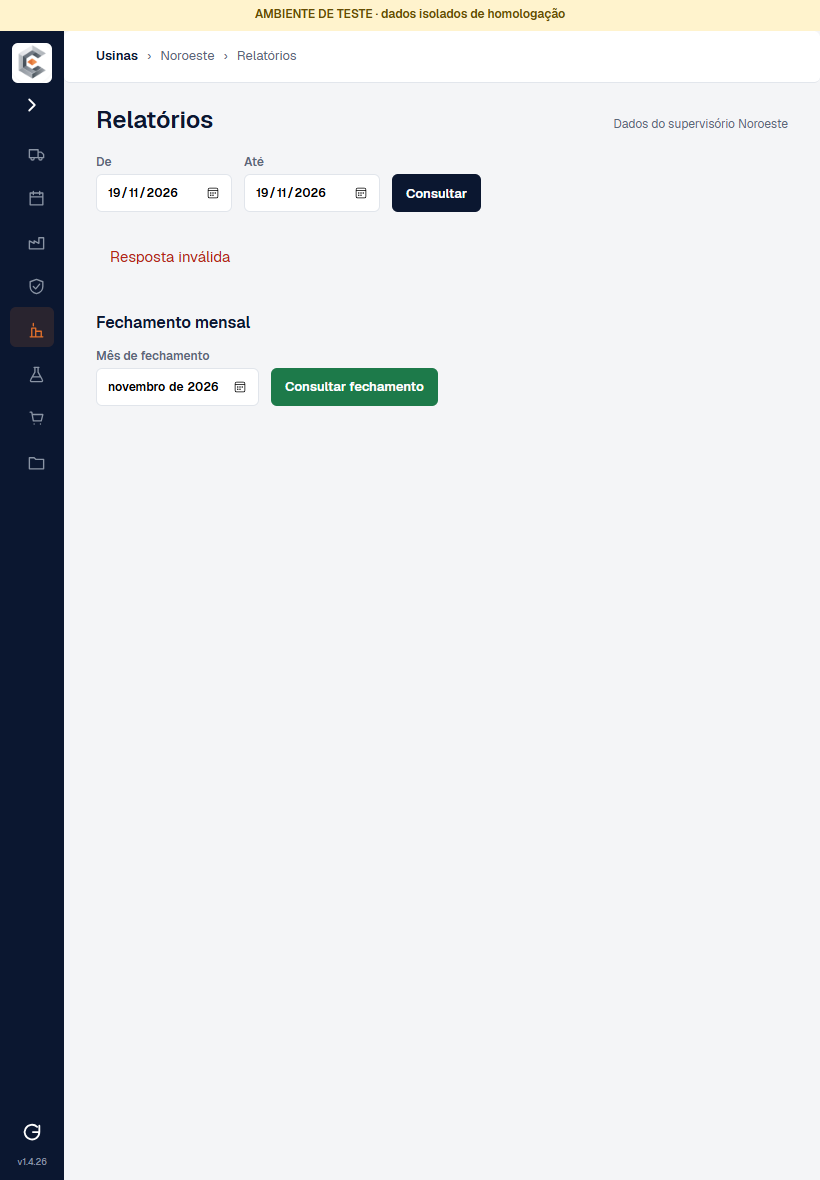 AMBIENTE DE TESTE · dados isolados de homologação
Usinas › Noroeste › Relatórios
Relatórios
Dados do supervisório Noroeste
De
Até
19/11/2026
19/11/2026
Consultar
Resposta inválida
Fechamento mensal
Mês de fechamento
novembro de 2026
Consultar fechamento
v1.4.26